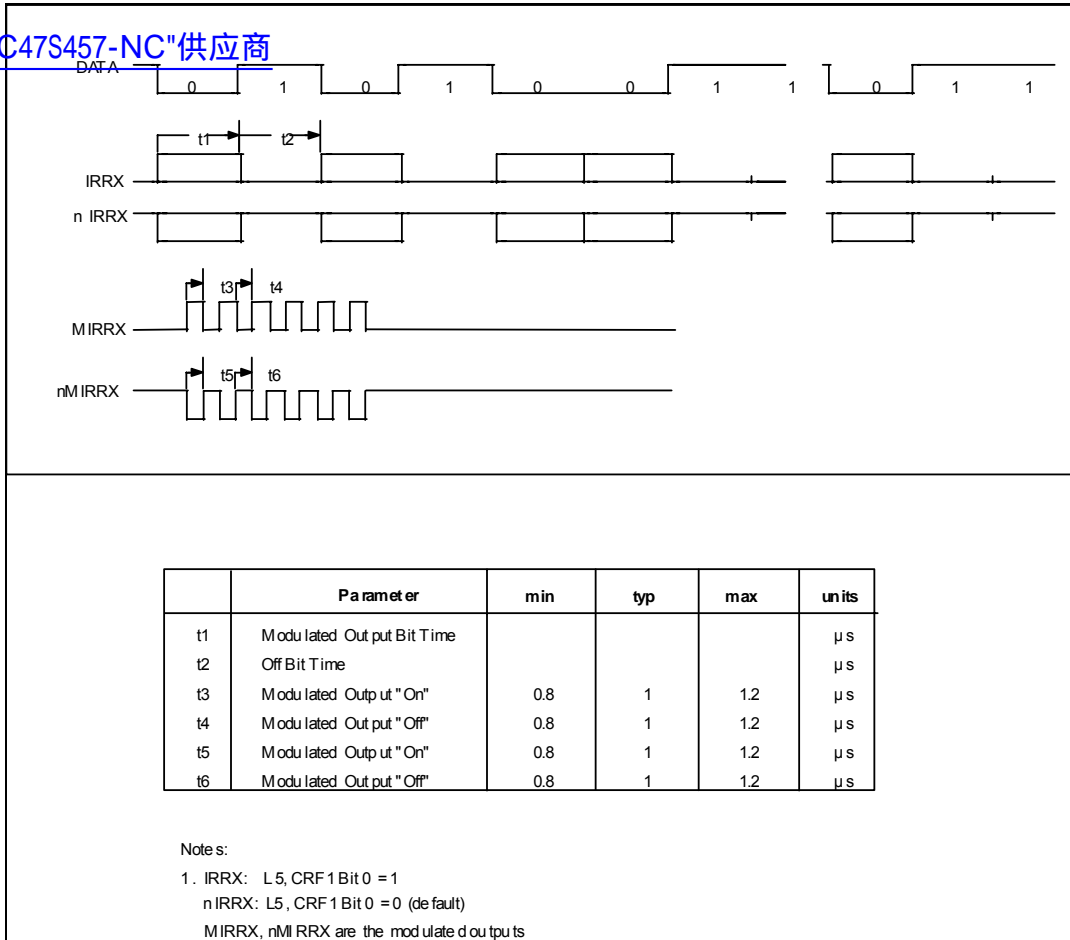 C47S457-NC"供应商
DATA
0 1 0 1 0 0 1 1 0 1 1
t1 t2
IRRX
n IRRX
t3 t4
MIRRX
t5 t6
nMIRRX
Parameter min typ max units
t1 Modulated Output Bit Time µs
t2 Off Bit Time µs
t3 Modulated Output "On" 0.8 1 1.2 µs
t4 Modulated Output "Off" 0.8 1 1.2 µs
t5 Modulated Output "On" 0.8 1 1.2 µs
t6 Modulated Output "Off" 0.8 1 1.2 µs
Notes:
1. IRRX: L5, CRF1 Bit 0 = 1
nIRRX: L5, CRF1 Bit 0 = 0 (default)
MIRRX, nMIRRX are the modulated outputs